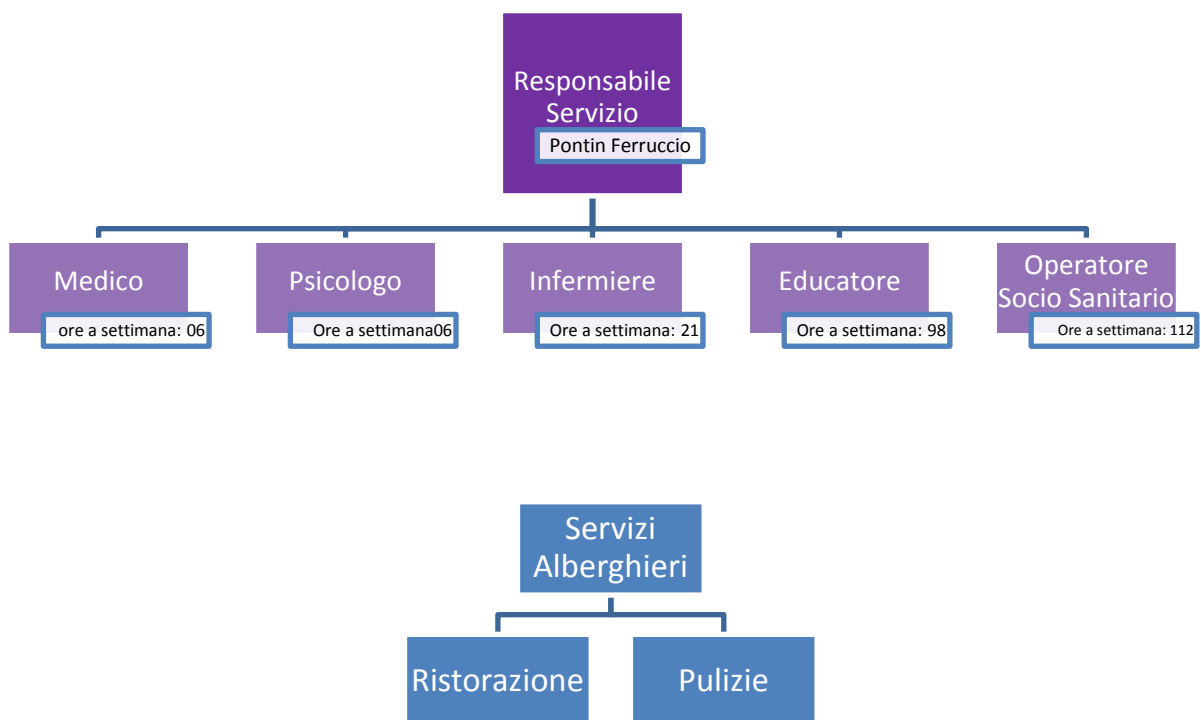 Responsabile
Servizio
Pontin Ferruccio
Medico
ore a settimana: 06
Psicologo
Ore a settimana06
Infermiere
Ore a settimana: 21
Educatore
Ore a settimana: 98
Operatore
Socio Sanitario
Ore a settimana: 112
Servizi
Alberghieri
Ristorazione
Pulizie